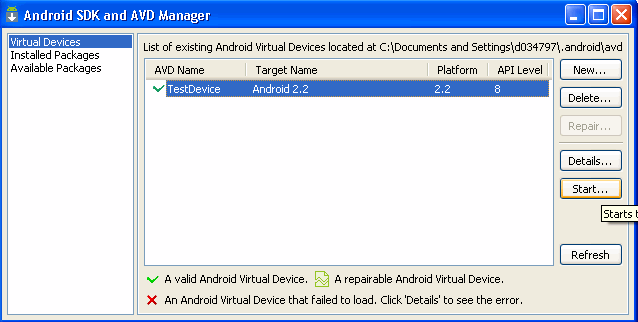 Android SDK and AVD Manager
Virtual Devices
Installed Packages
Available Packages
List of existing Android Virtual Devices located at C:\Documents and Settings\d034797\.android\avd
AVD Name Target Name Platform API Level
TestDevice Android 2.2 2.2 8
New...
Delete...
Repair...
Details...
Start...
Starts t
Refresh
A valid Android Virtual Device. A repairable Android Virtual Device.
An Android Virtual Device that failed to load. Click 'Details' to see the error.